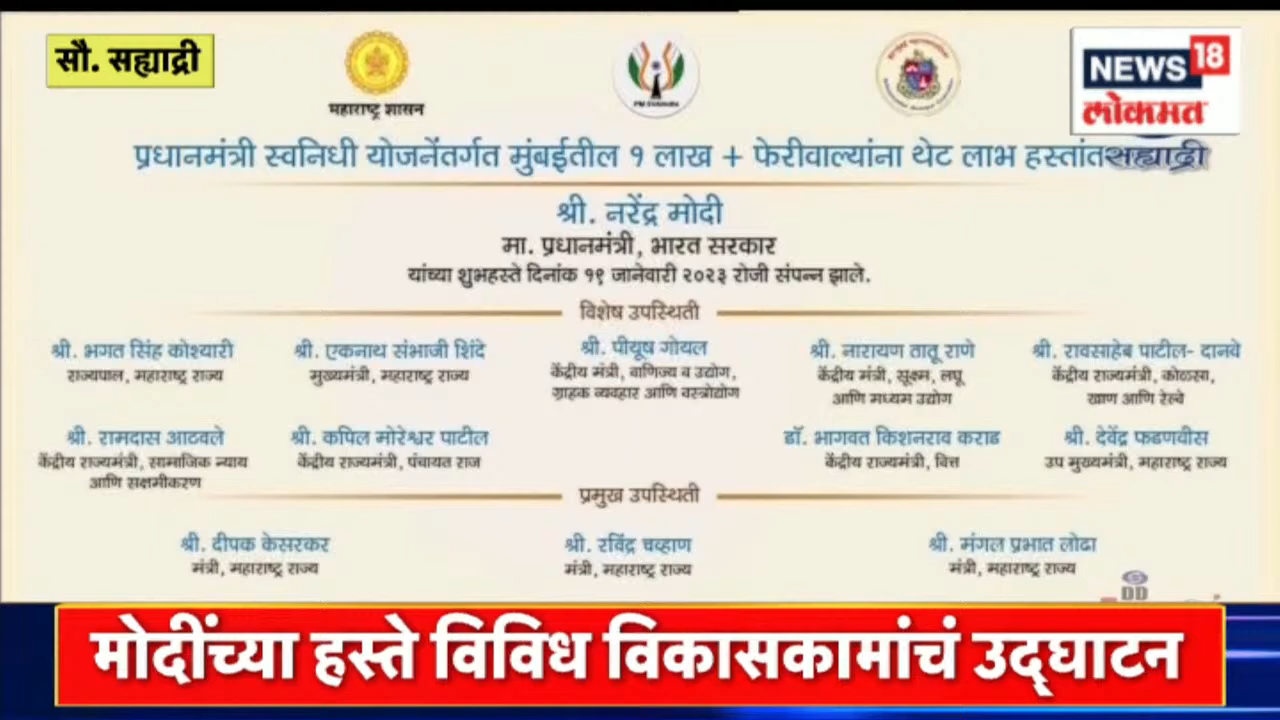 सौ. सह्याद्री
महाराष्ट्र शासन
NEWS 18
लोकमत
सह्याद्री
प्रधानमंत्री स्वनिधी योजनेंतर्गत मुंबईतील १ लाख + फेरीवाल्यांना थेट लाभ हस्तांत
श्री. नरेंद्र मोदी
मा. प्रधानमंत्री, भारत सरकार
यांच्या शुभहस्ते दिनांक १९ जानेवारी २०२३ रोजी संपन्न झाले.
विशेष उपस्थिती
श्री. भगत सिंह कोश्यारी
राज्यपाल, महाराष्ट्र राज्य
श्री. एकनाथ संभाजी शिंदे
मुख्यमंत्री, महाराष्ट्र राज्य
श्री. पीयूष गोयल
केंद्रीय मंत्री, वाणिज्य व उद्योग,
ग्राहक व्यवहार आणि वस्त्रोद्योग
श्री. नारायण तातू राणे
केंद्रीय मंत्री, सूक्ष्म, लघू
आणि मध्यम उद्योग
श्री. रावसाहेब पाटील- दानवे
केंद्रीय राज्यमंत्री, कोळसा,
खाण आणि रेल्वे
श्री. रामदास आठवले
केंद्रीय राज्यमंत्री, सामाजिक न्याय
आणि सक्षमीकरण
श्री. कपिल मोरेश्वर पाटील
केंद्रीय राज्यमंत्री, पंचायत राज
डॉ. भागवत किशनराव कराड
केंद्रीय राज्यमंत्री, वित्त
श्री. देवेंद्र फडणवीस
उप मुख्यमंत्री, महाराष्ट्र राज्य
प्रमुख उपस्थिती
श्री. दीपक केसरकर
मंत्री, महाराष्ट्र राज्य
श्री. रविंद्र चव्हाण
मंत्री, महाराष्ट्र राज्य
श्री. मंगल प्रभात लोढा
मंत्री, महाराष्ट्र राज्य
DD
मोदींच्या हस्ते विविध विकासकामांचं उद्घाटन